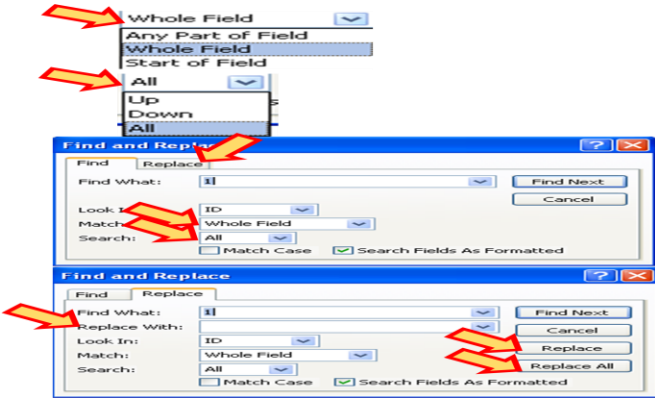 Whole Field
Any Part of Field
Whole Field
Start of Field
All
Up
Down
All
Find and
Find Replace
Find What: 1 Find Next
Cancel
Look ID
Whole Field
Search: All
Match Case Search Fields As Formatted
Find and Replace
Find Replace
Find What: 1 Find Next
Replace With: Cancel
Look In: ID Replace
Match: Whole Field
Search: All Replace All
Match Case Search Fields As Formatted